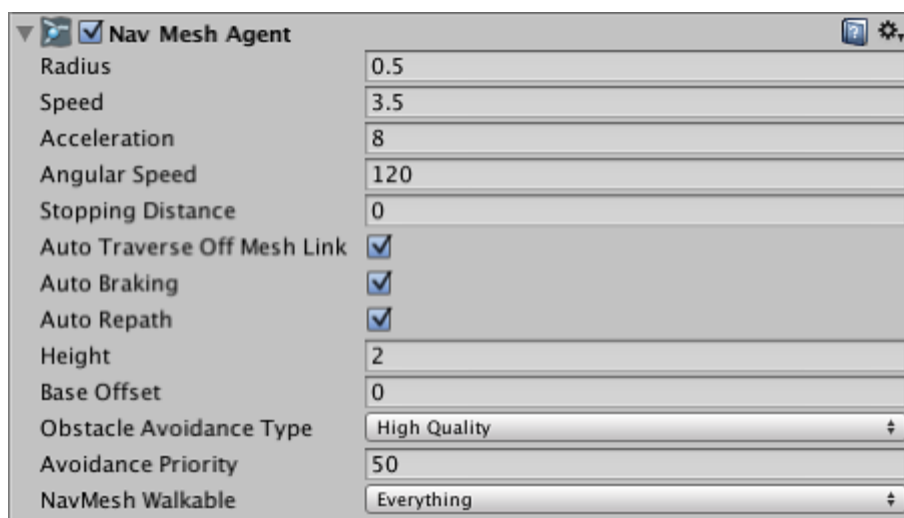 Nav Mesh Agent
Radius 0.5
Speed 3.5
Acceleration 8
Angular Speed 120
Stopping Distance 0
Auto Traverse Off Mesh Link
Auto Braking
Auto Repath
Height 2
Base Offset 0
Obstacle Avoidance Type High Quality
Avoidance Priority 50
NavMesh Walkable Everything